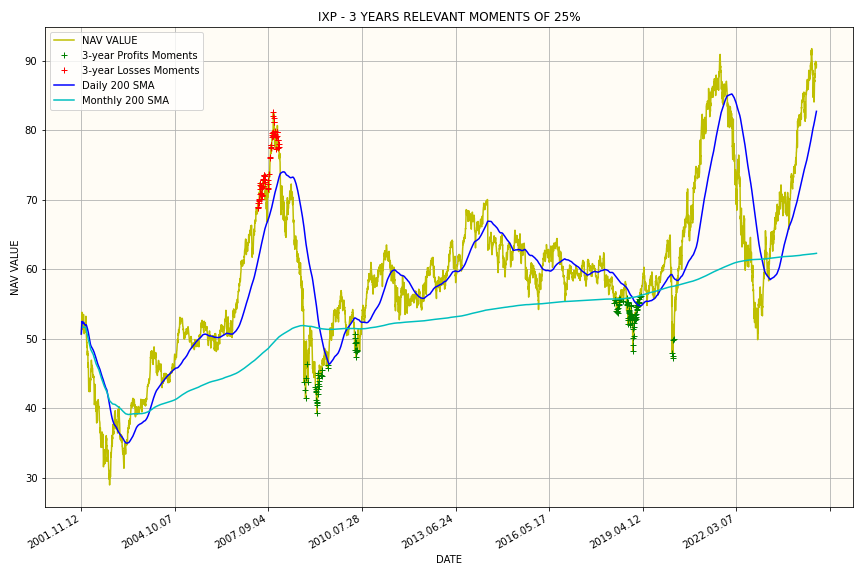 IXP - 3 YEARS RELEVANT MOMENTS OF 25%
NAV VALUE
3-year Profits Moments
3-year Losses Moments
Daily 200 SMA
Monthly 200 SMA
90
80
70
60
50
40
30
NAV VALUE
2001.11.12
2004.10.07
2007.09.04
2010.07.28
2013.06.24
2016.05.17
2019.04.12
2022.03.07
DATE